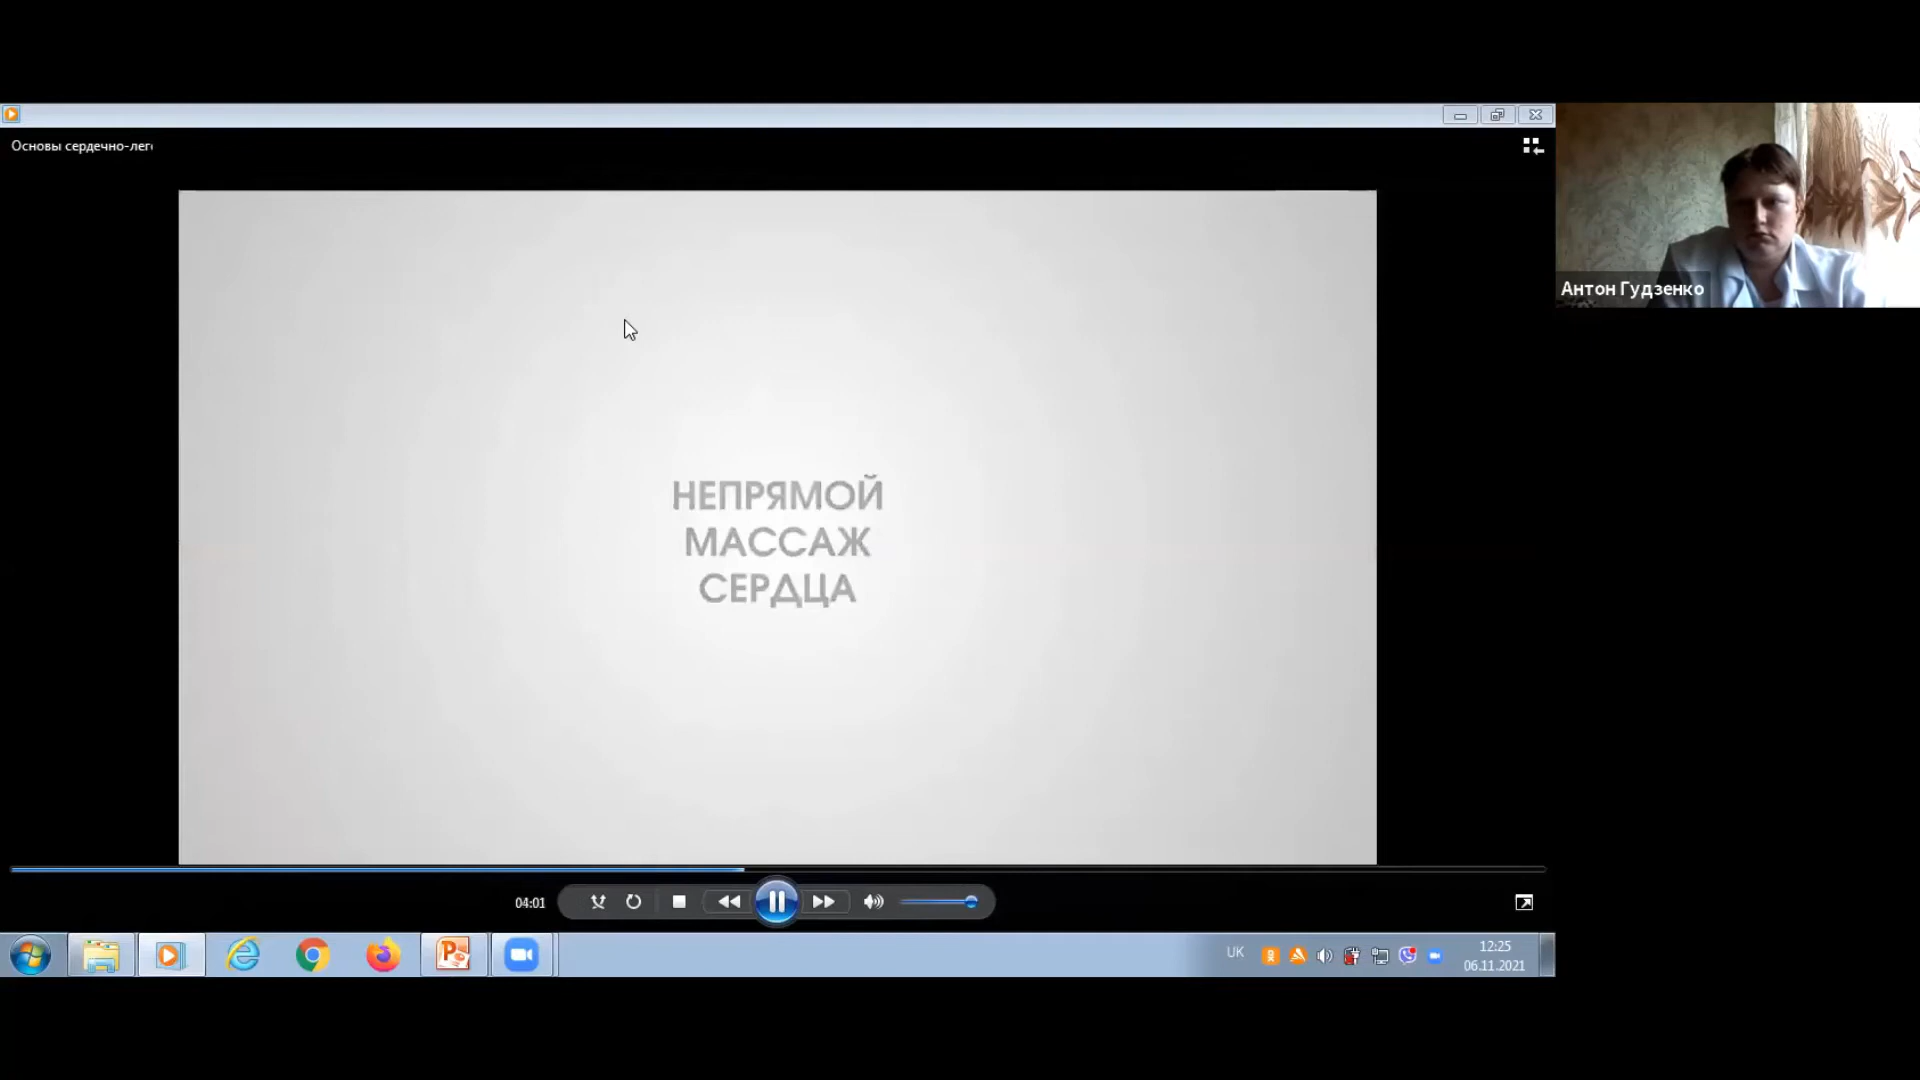 Основы сердечно-лег
НЕПРЯМОЙ
МАССАЖ
СЕРДЦА
Антон Гудзенко
04:01
UK
12:25
06.11.2021